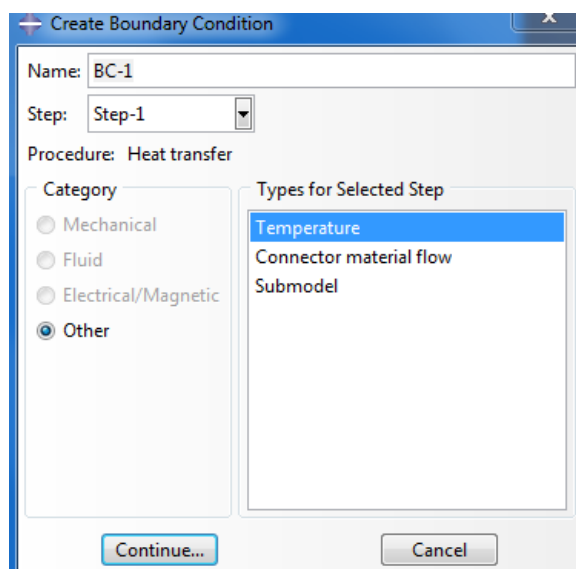 Create Boundary Condition
Name: BC-1
Step: Step-1
Procedure: Heat transfer
Category
Mechanical
Fluid
Electrical/Magnetic
Other
Types for Selected Step
Temperature
Connector material flow
Submodel
Continue...
Cancel